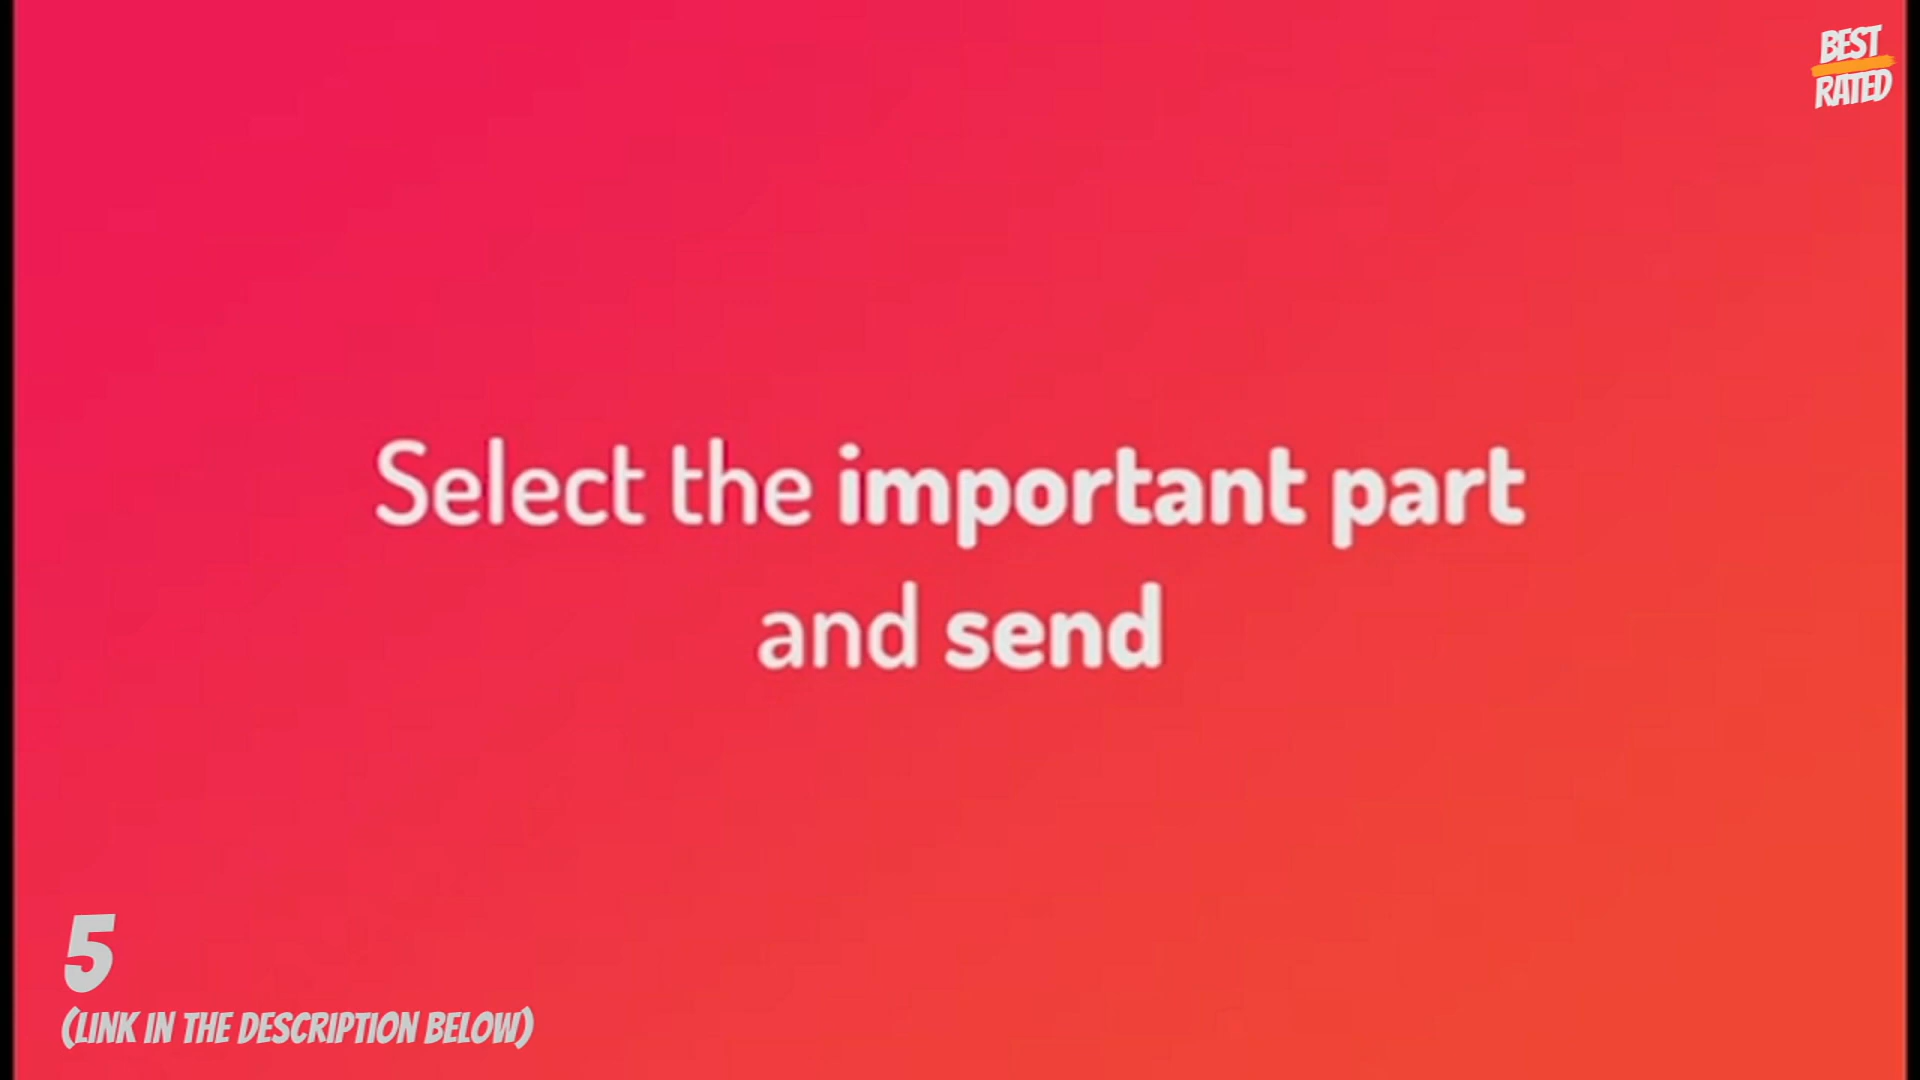 BEST
RATED
Select the important part
and send
5
(LINK IN THE DESCRIPTION BELOW)